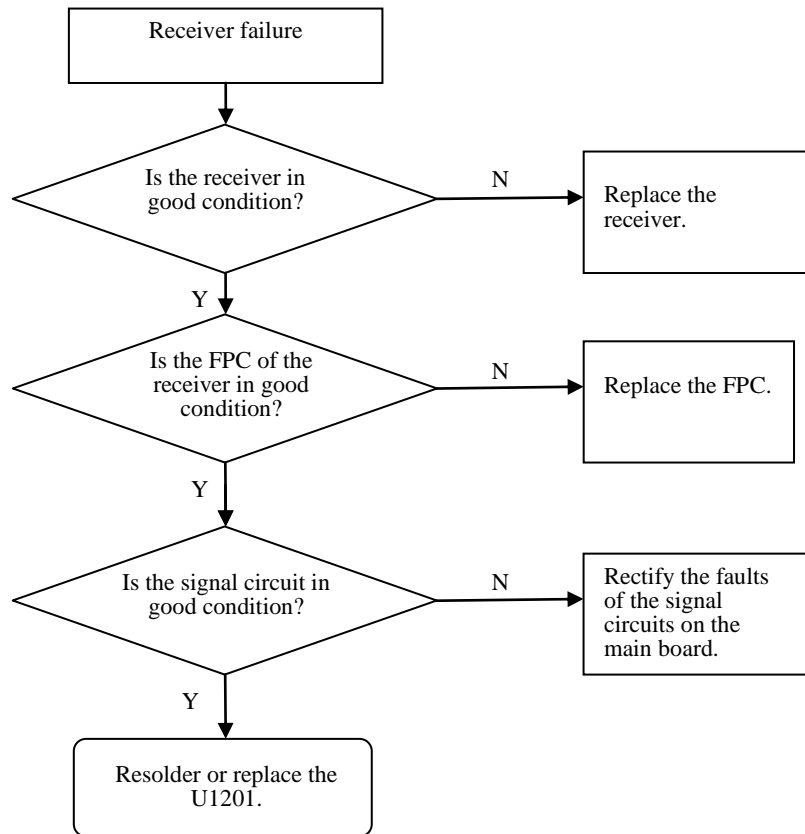 Receiver failure
Is the receiver in
good condition?
N
Replace the
receiver.
Y
Is the FPC of the
receiver in good
condition?
N
Replace the FPC.
Y
Is the signal circuit in
good condition?
N
Rectify the faults
of the signal
circuits on the
main board.
Y
Resolder or replace the
U1201.